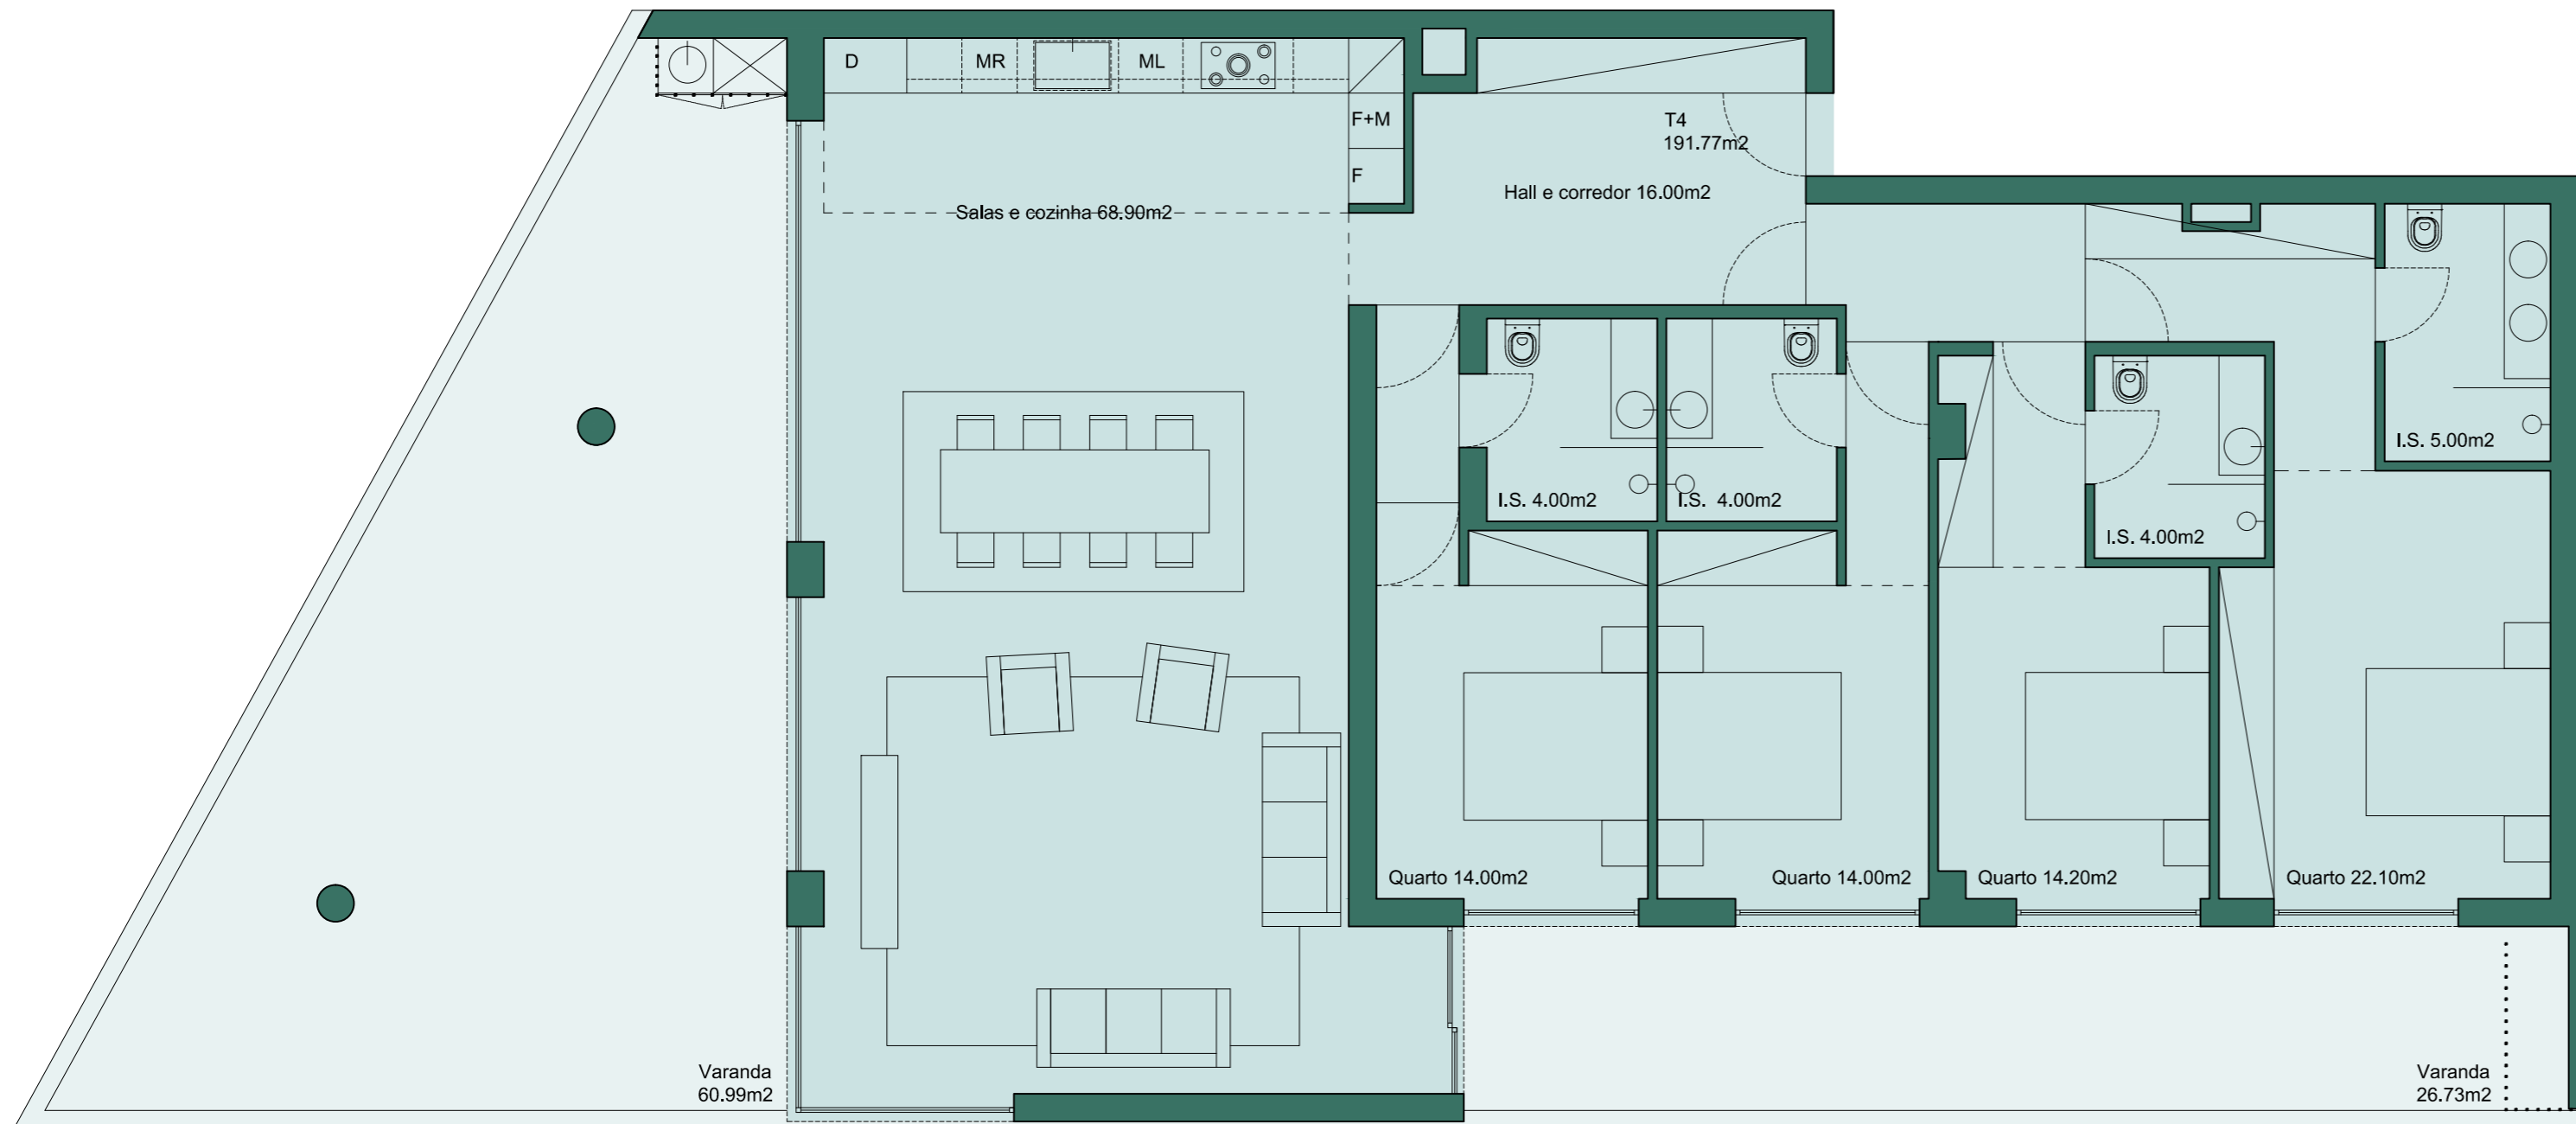 D
MR
ML
F+M
F
T4
191.77m2
Hall e corredor 16.00m2
Salas e cozinha 68.90m2
I.S. 5.00m2
I.S. 4.00m2
I.S.  4.00m2
I.S. 4.00m2
Quarto 14.00m2
Quarto 14.00m2
Quarto 14.20m2
Quarto 22.10m2
Varanda
60.99m2
Varanda
26.73m2